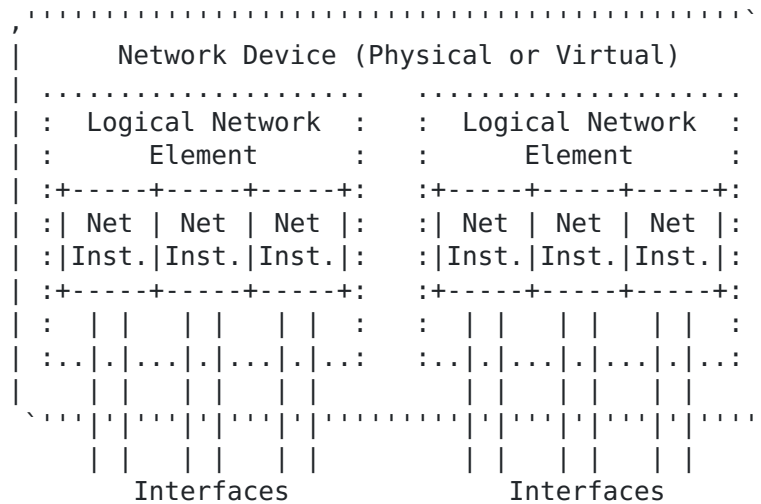 Network Device (Physical or Virtual)
Logical Network Logical Network
Element Element
Net Net Net Net Net Net
Inst. Inst. Inst. Inst. Inst. Inst.
Interfaces Interfaces